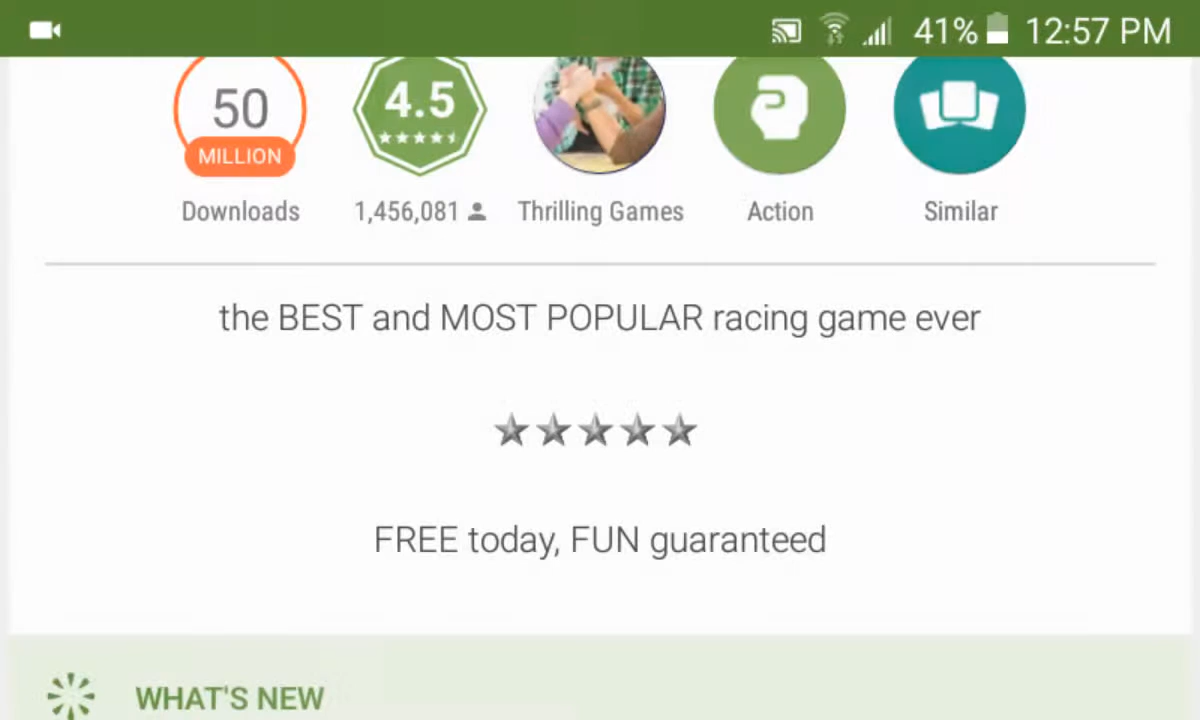 41% 12:57 PM
50
MILLION
4.5
Downloads
1,456,081
Thrilling Games
Action
Similar
the BEST and MOST POPULAR racing game ever
FREE today, FUN guaranteed
WHAT'S NEW